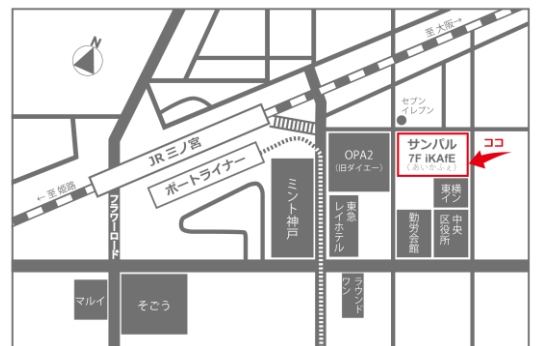 N
至 大阪→
セブン
イレブン
JR 三ノ宮
ポートライナー
← 至 姫路
フラワーロード
ミント神戸
OPA2
(旧ダイエー)
サンパル
7F iKAfE
(あいかふぇ)
ココ
東横
イン
東急
レイホテル
勤労会館
中央
区役所
マルイ
そごう
ラウンド
ワン